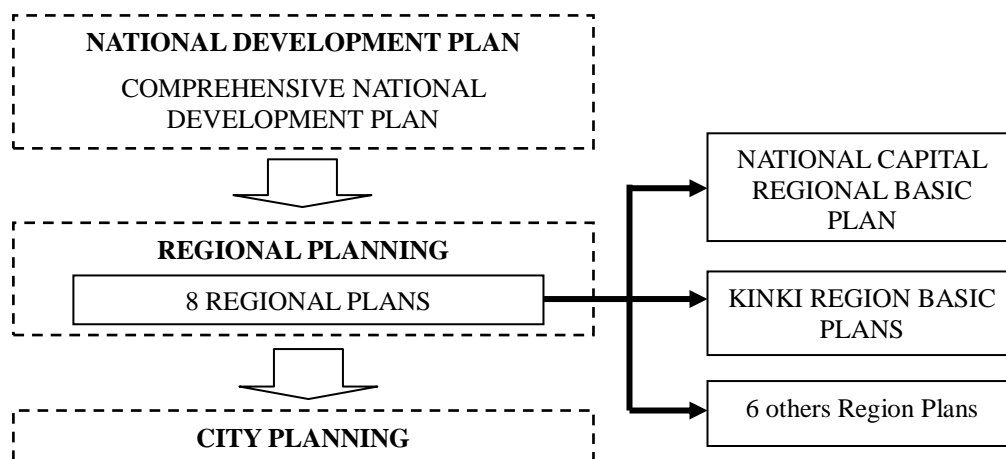 NATIONAL DEVELOPMENT PLAN
COMPREHENSIVE NATIONAL
DEVELOPMENT PLAN
REGIONAL PLANNING
8 REGIONAL PLANS
CITY PLANNING
NATIONAL CAPITAL
REGIONAL BASIC
PLAN
KINKI REGION BASIC
PLANS
6 others Region Plans